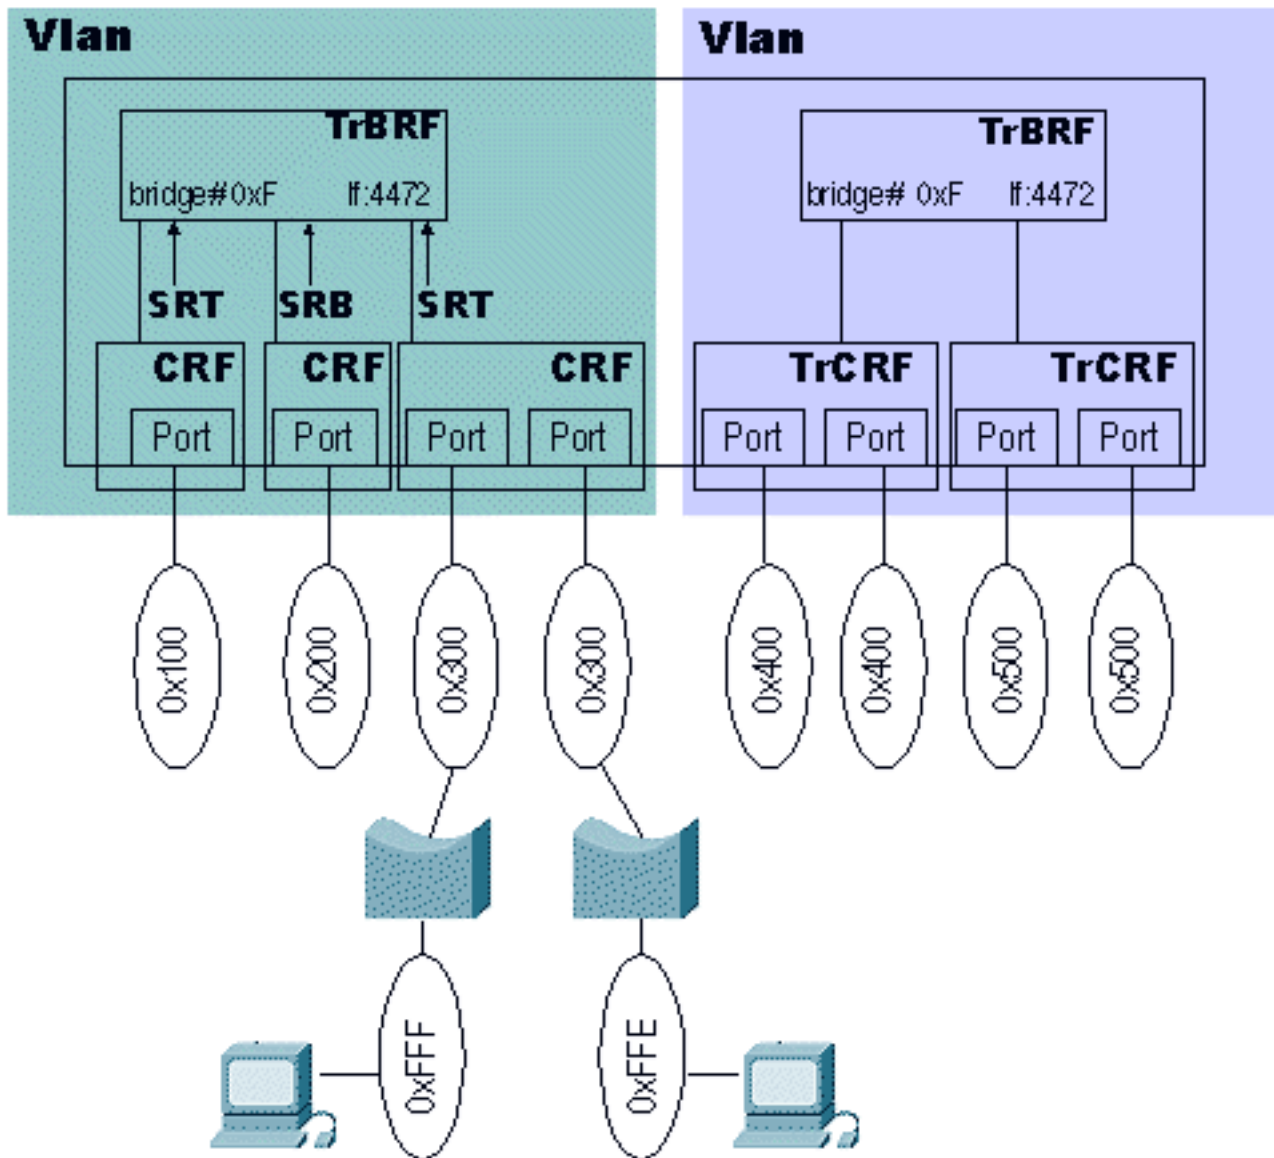 Vlan
Vlan
TrBRF
TrBRF
bridge# 0xF lf:4472
bridge# 0xF lf:4472
SRT SRB SRT
CRF CRF CRF TrCRF TrCRF
Port Port Port Port Port Port Port Port
0x100 0x200 0x300 0x300 0x400 0x400 0x500 0x500
0xFFF 0xFFE